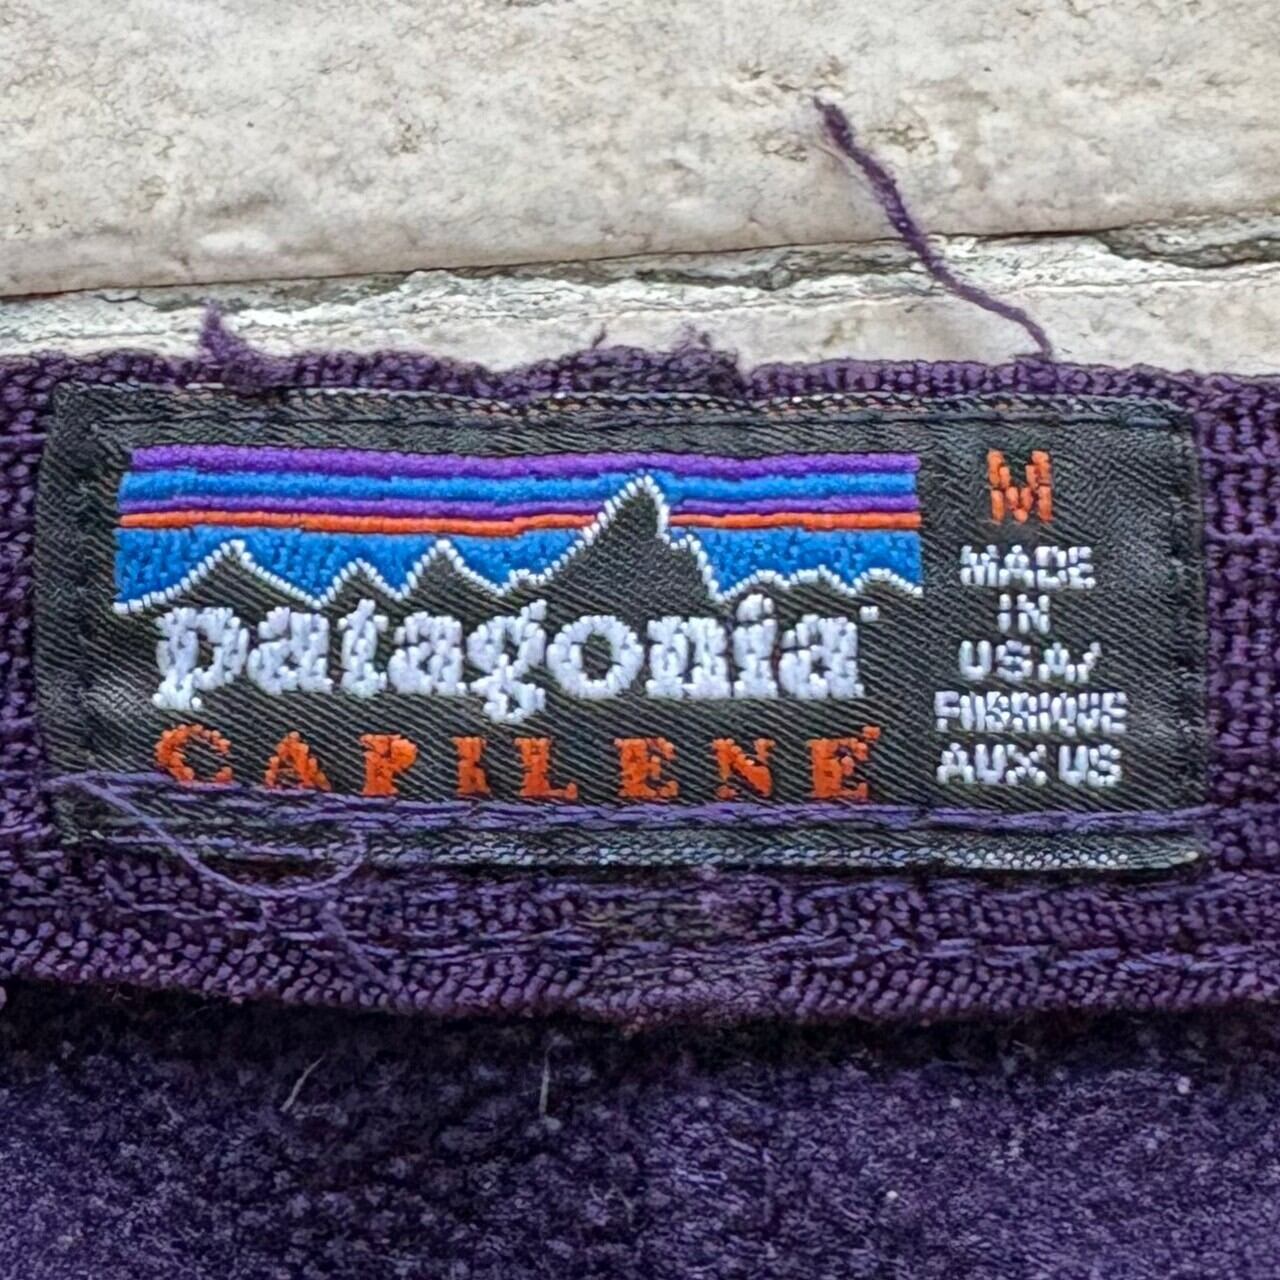 patagonia
CAPILENE
M
MADE
IN
USA/
FABRIQUE
AUX US